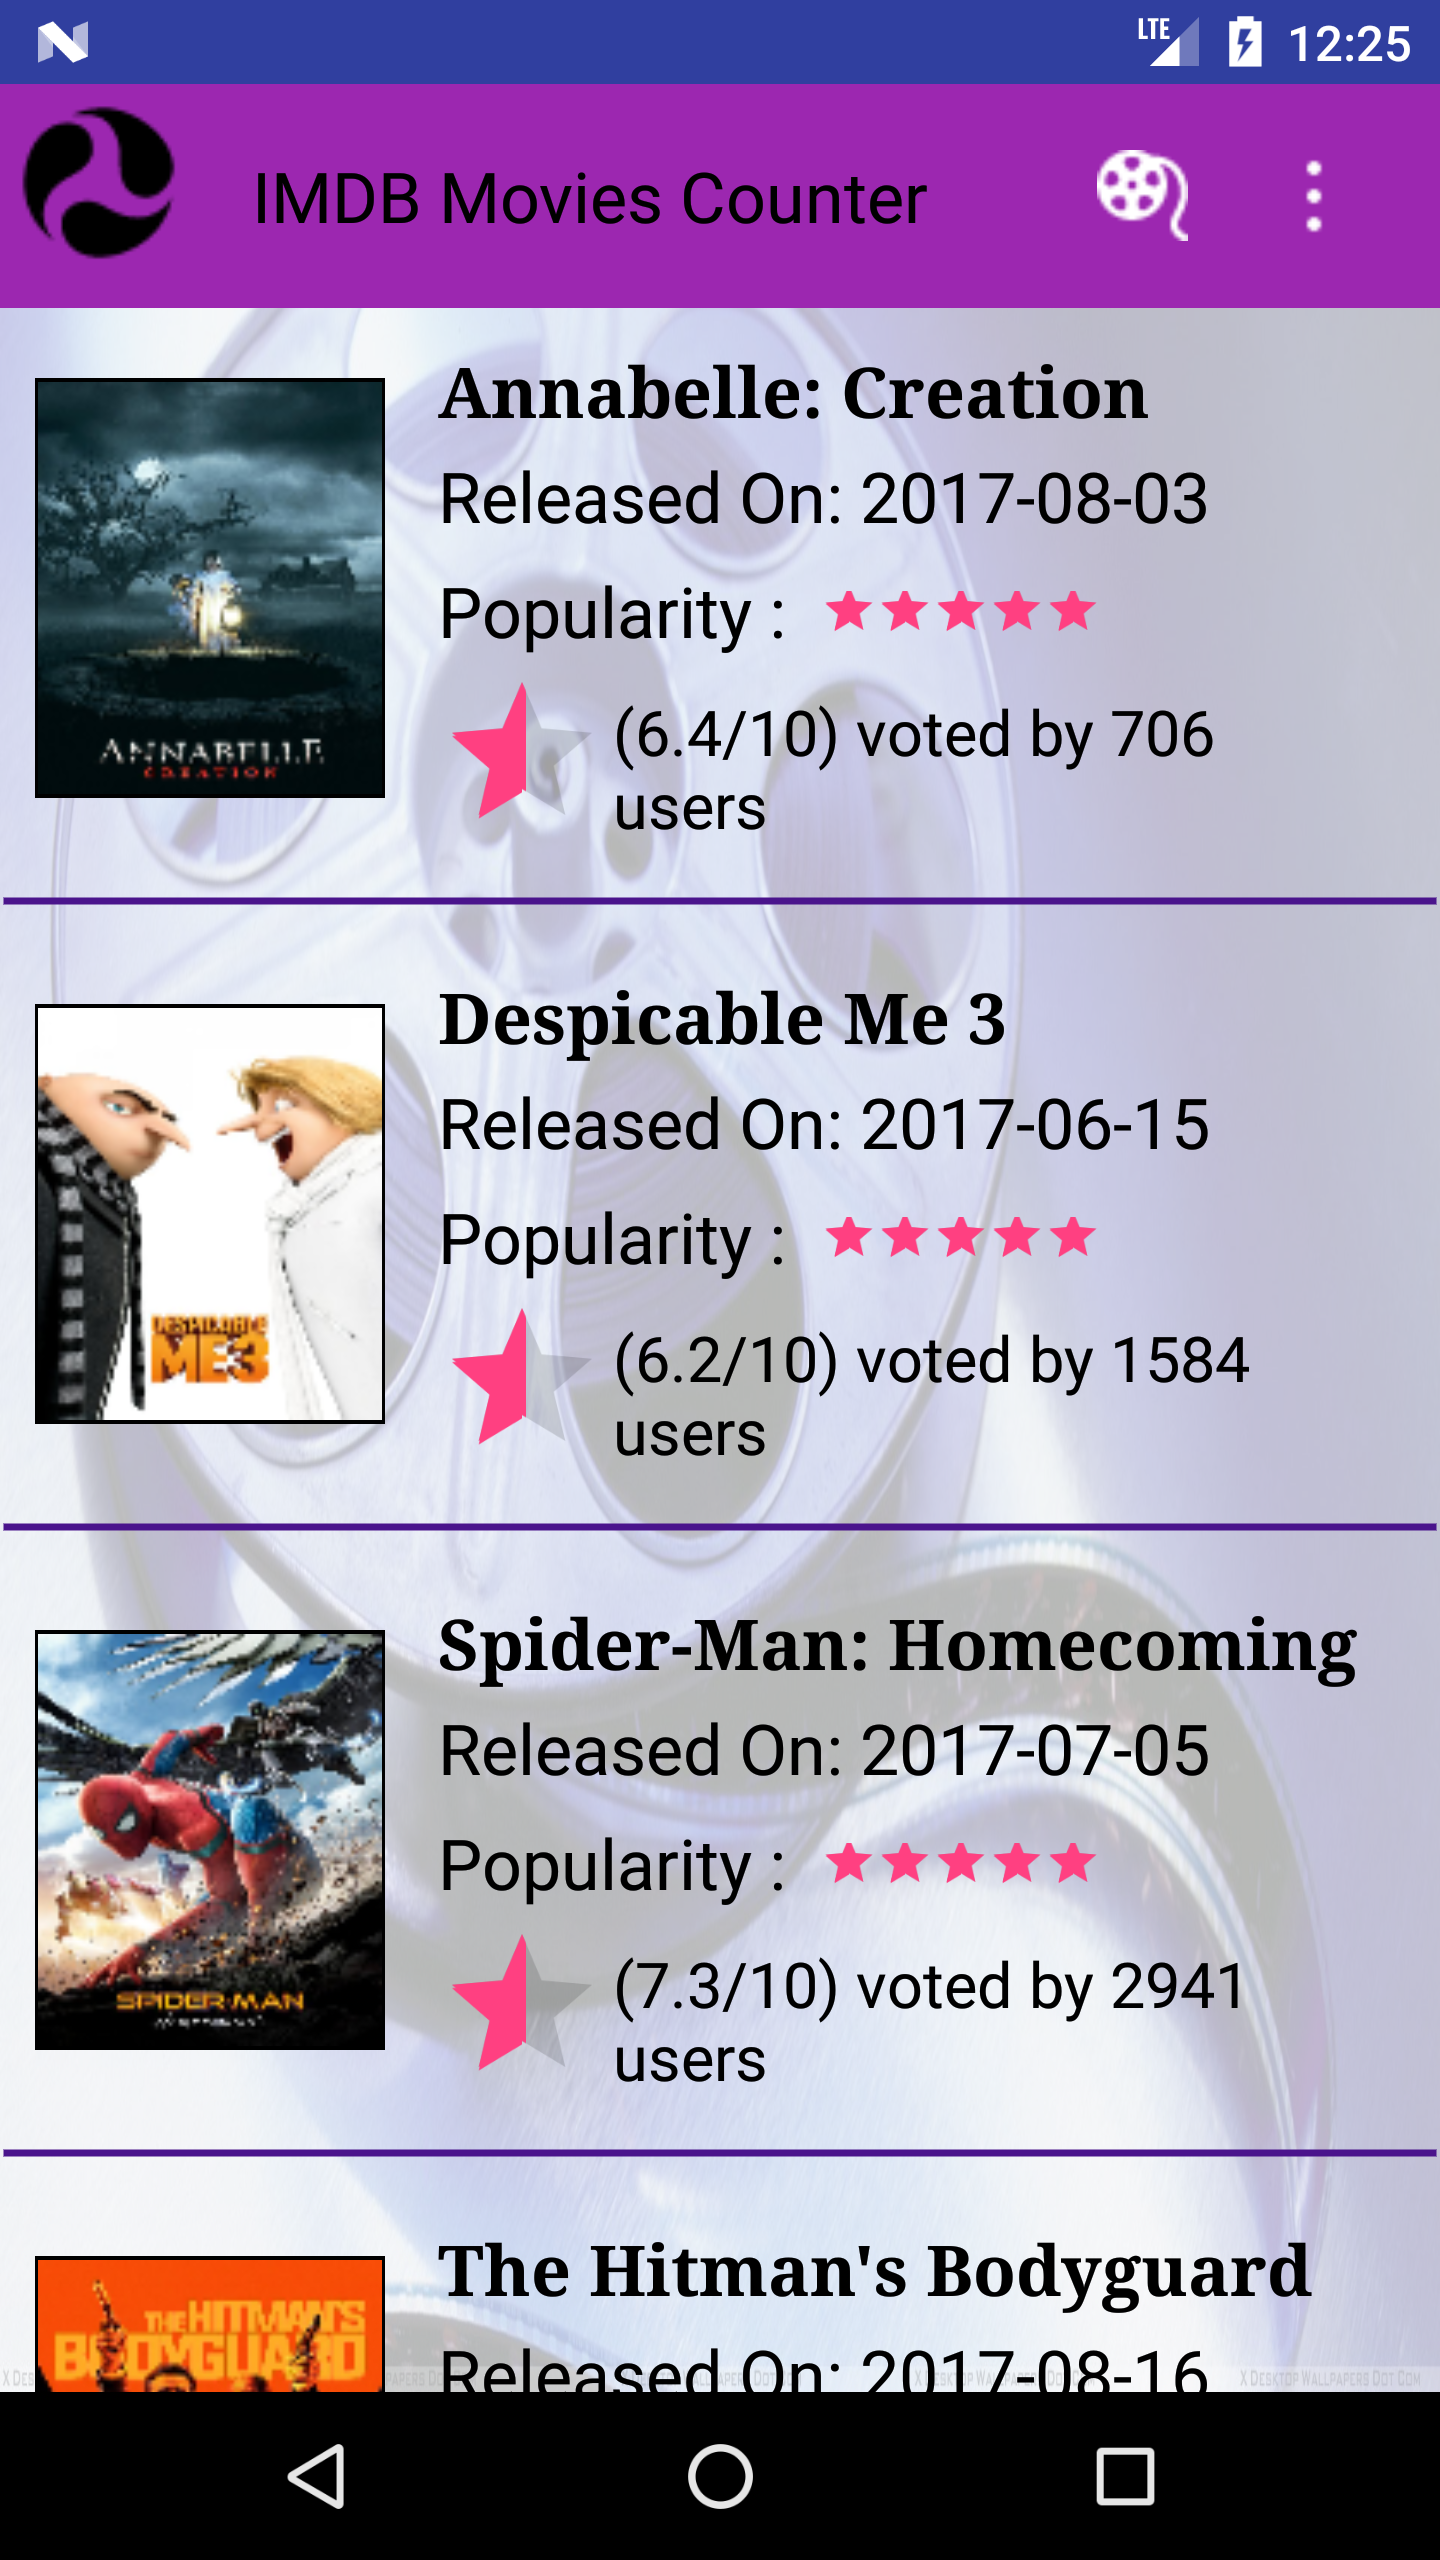 LTE 12:25
IMDB Movies Counter
Annabelle: Creation
Released On: 2017-08-03
Popularity :
(6.4/10) voted by 706
users
ANNABELLE
CREATION
Despicable Me 3
Released On: 2017-06-15
Popularity :
(6.2/10) voted by 1584
users
DESPICABLE
ME3
Spider-Man: Homecoming
Released On: 2017-07-05
Popularity :
(7.3/10) voted by 2941
users
SPIDER-MAN
The Hitman's Bodyguard
Released On: 2017-08-16
THE HITMAN'S
BODYGUARD
X Desktop Wallpapers Dot Com